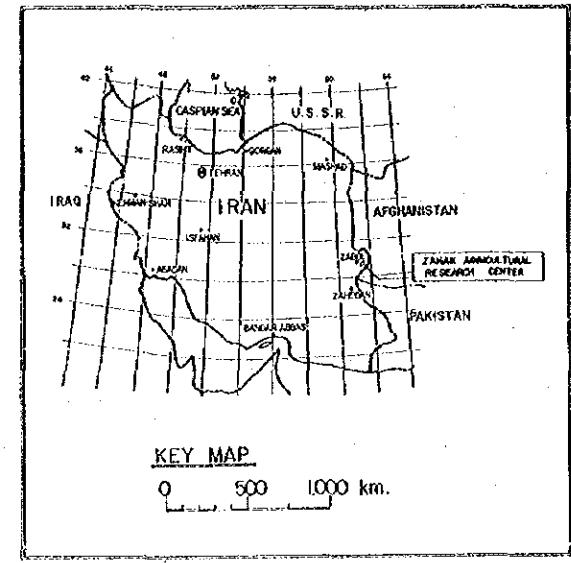 CASPIAN SEA
U.S.S.R.
RASHT
GORGAN
TEHRAN
MASHAD
IRAQ
IRAN
AFGHANISTAN
ISFAHAN
ZABOL
ZAHAK AGRICULTURAL
RESEARCH CENTER
ABADAN
ZAHEDAN
PAKISTAN
BANDAR ABBAS
KEY MAP
0 500 1,000 km.